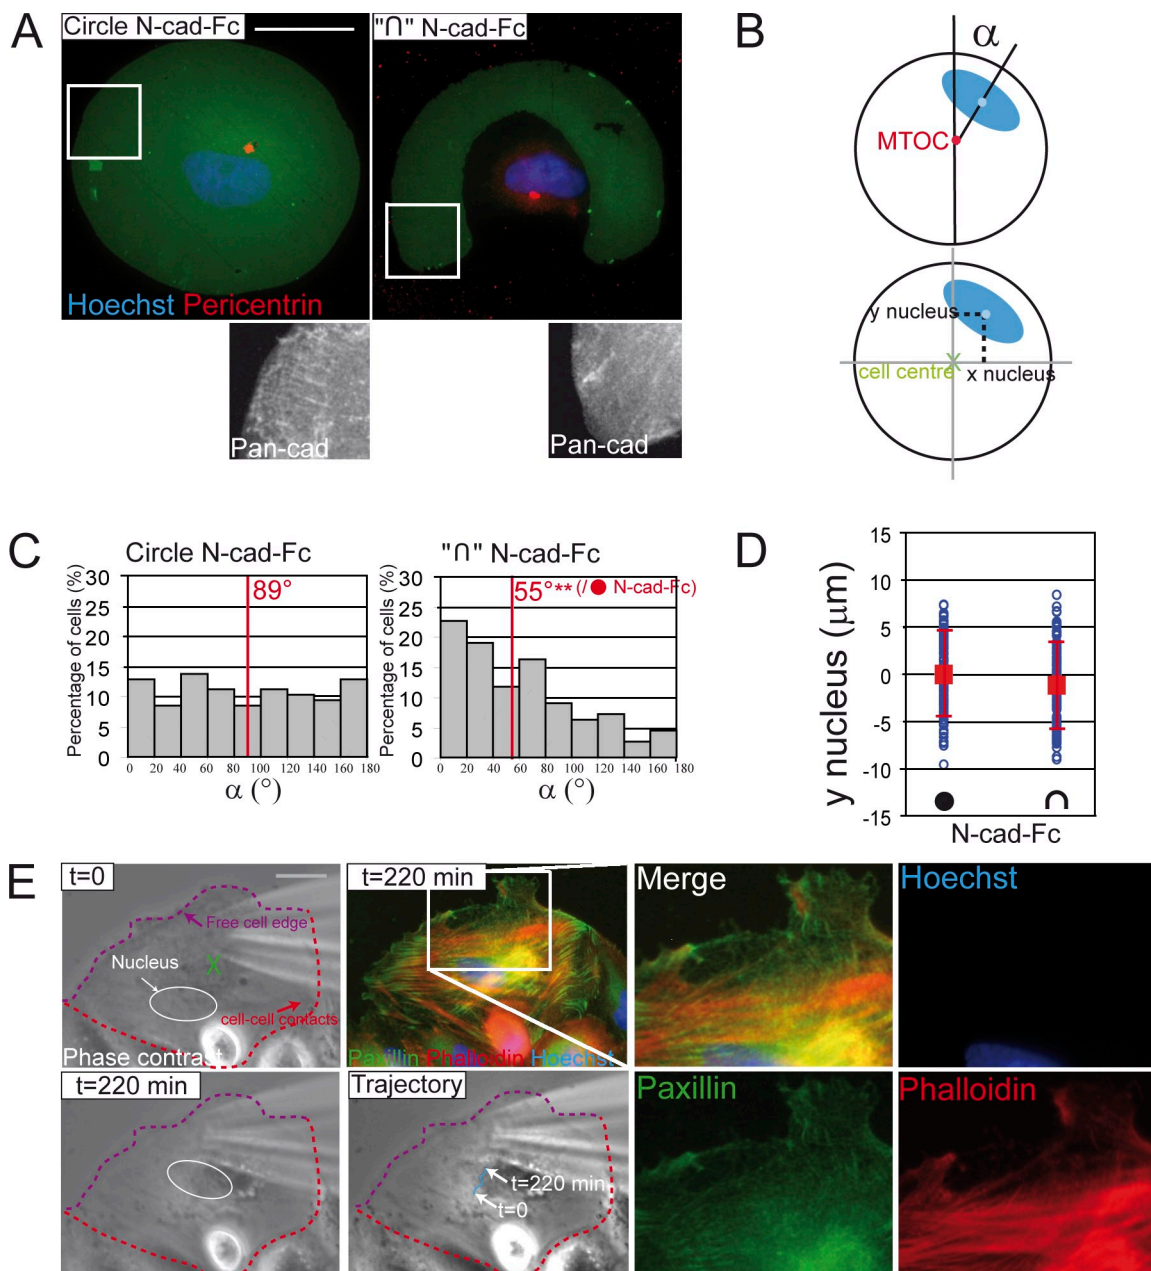 A
Circle N-cad-Fc
"∩" N-cad-Fc
Hoechst Pericentrin
Pan-cad
Pan-cad
B
α
MTOC
y nucleus
cell centre
X
x nucleus
C
Circle N-cad-Fc
Percentage of cells (%)
30
25
20
15
10
5
0
89°
0 20 40 60 80 100 120 140 160 180
α (°)
"∩" N-cad-Fc
Percentage of cells (%)
30
25
20
15
10
5
0
55°** (/● N-cad-Fc)
0 20 40 60 80 100 120 140 160 180
α (°)
D
y nucleus (μm)
15
10
5
0
-5
-10
-15
● ∩
N-cad-Fc
E
t=0
Free cell edge
X
Nucleus
cell-cell contacts
Phase contrast
t=220 min
Paxillin Phalloidin Hoechst
Merge
Hoechst
t=220 min
Trajectory
t=220 min
t=0
Paxillin
Phalloidin